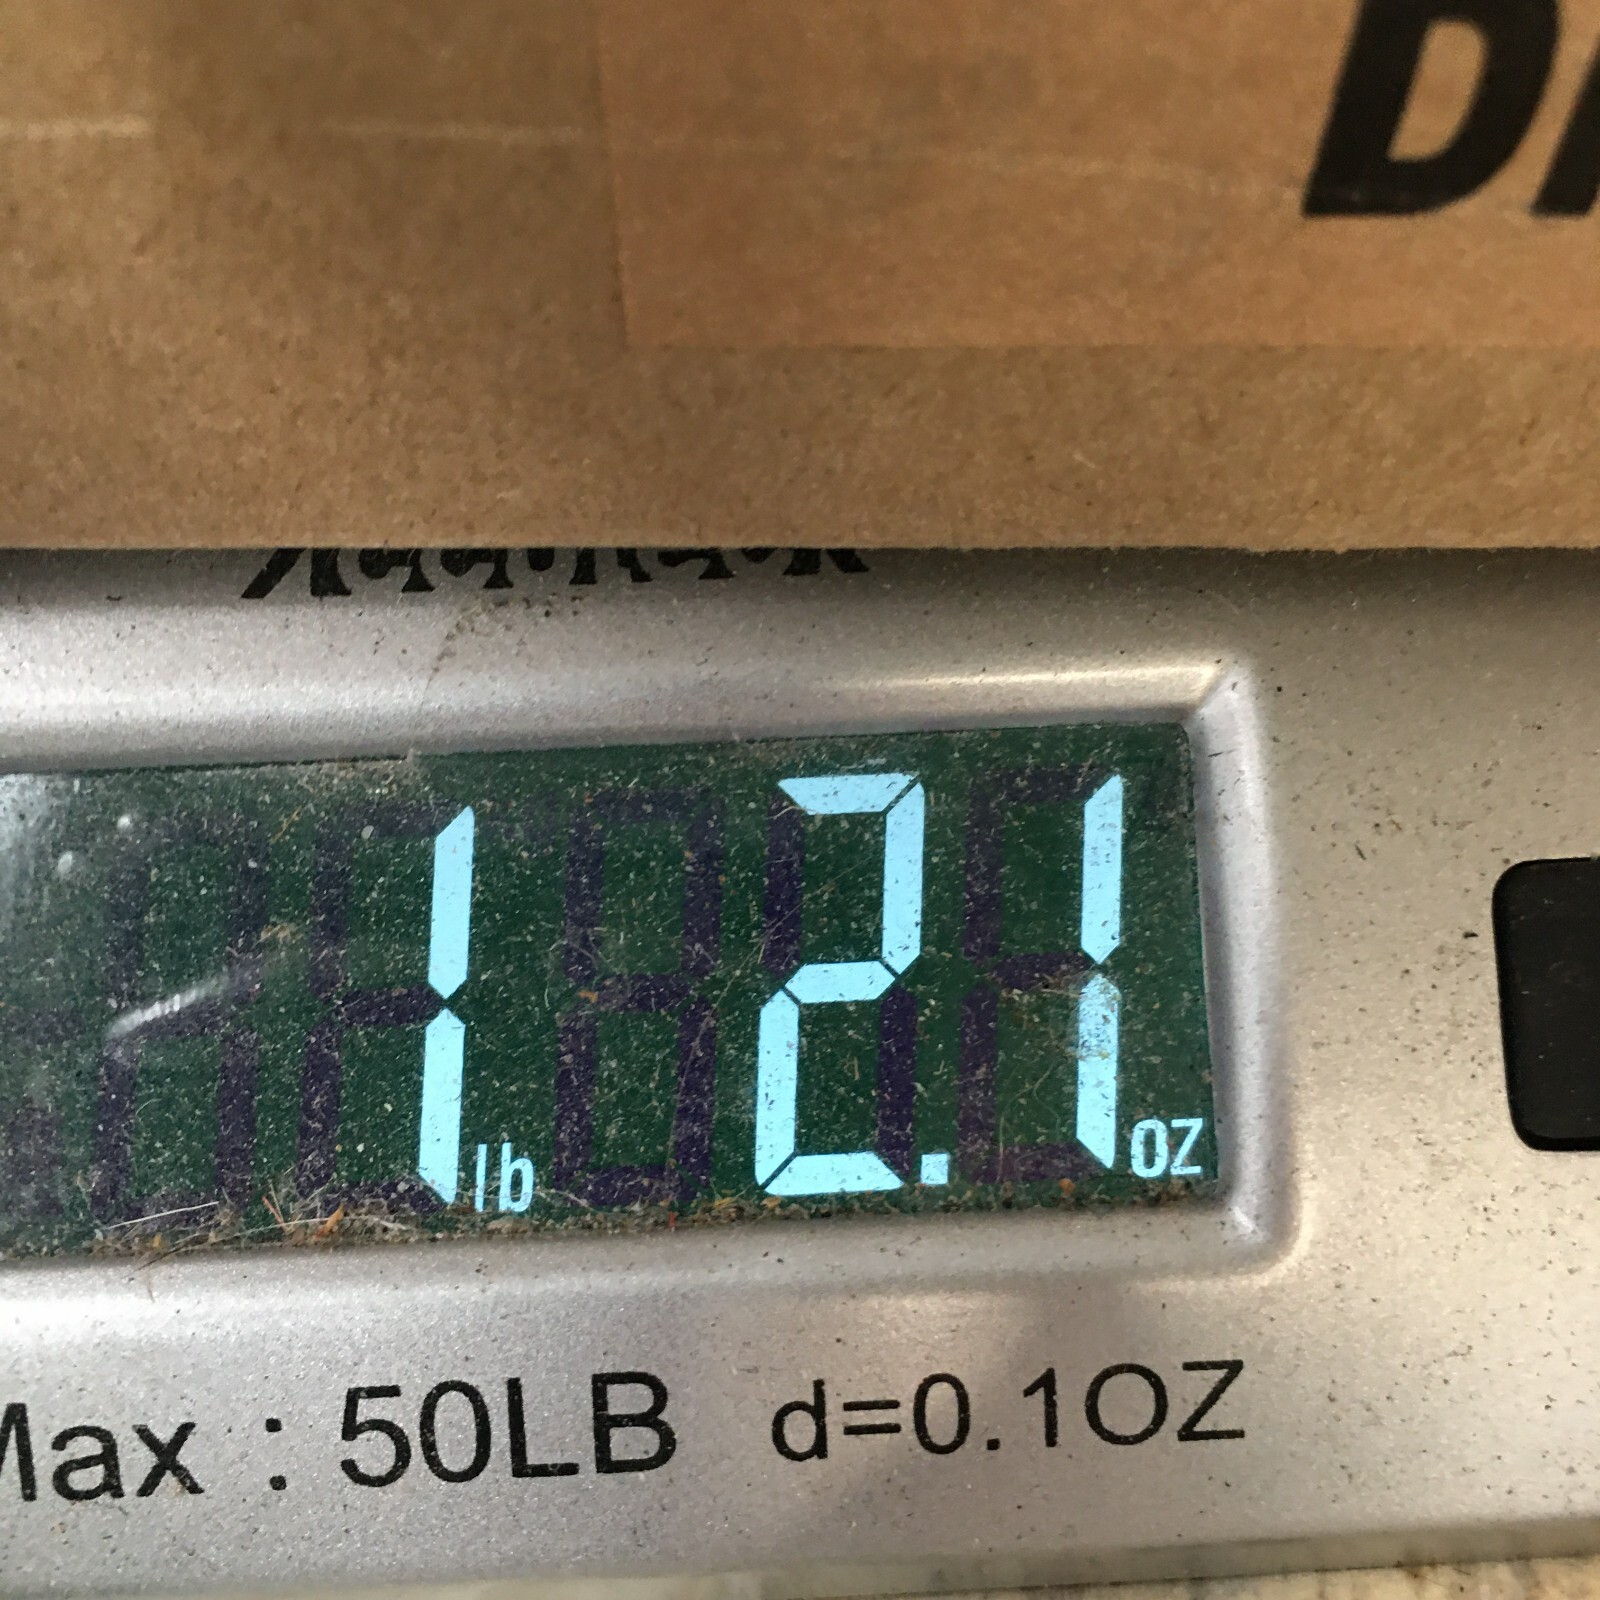 1 lb 2.1 oz
Max : 50LB d=0.1OZ